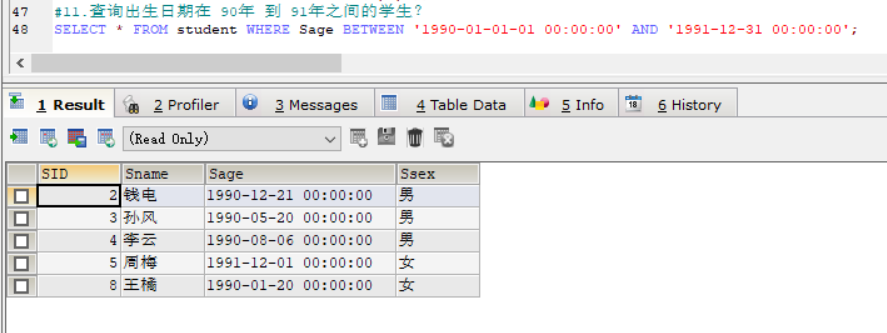 47 #11.查询出生日期在 90年 到 91年之间的学生?
48 SELECT * FROM student WHERE Sage BETWEEN '1990-01-01-01 00:00:00' AND '1991-12-31 00:00:00';
1 Result 2 Profiler 3 Messages 4 Table Data 5 Info 18 6 History
(Read Only)
SID Sname Sage Ssex
2 钱电 1990-12-21 00:00:00 男
3 孙风 1990-05-20 00:00:00 男
4 李云 1990-08-06 00:00:00 男
5 周梅 1991-12-01 00:00:00 女
8 王橘 1990-01-20 00:00:00 女